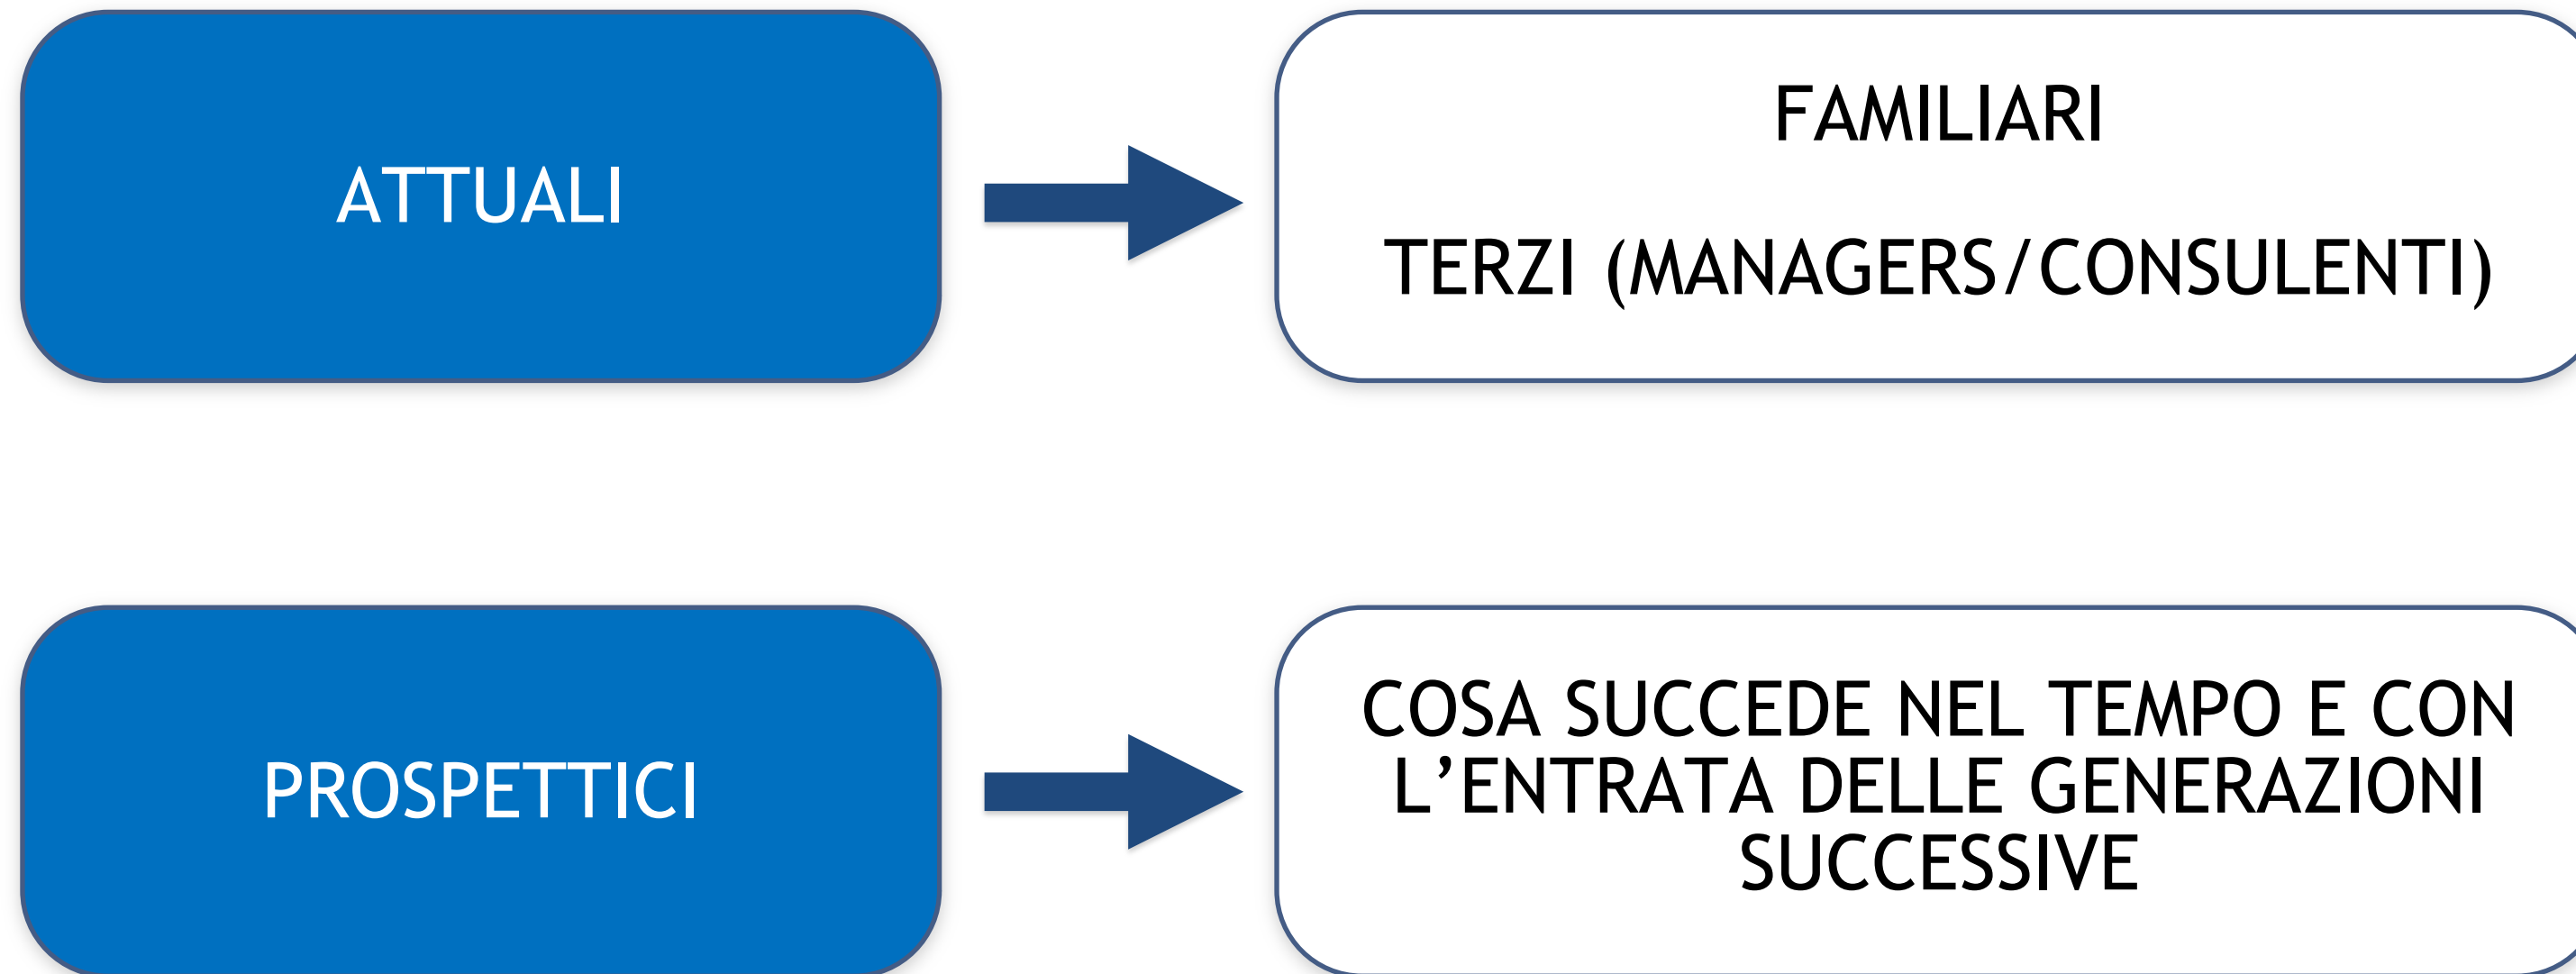 ATTUALI
FAMILIARI
TERZI (MANAGERS/CONSULENTI)
PROSPETTICI
COSA SUCCEDE NEL TEMPO E CON
L’ENTRATA DELLE GENERAZIONI
SUCCESSIVE